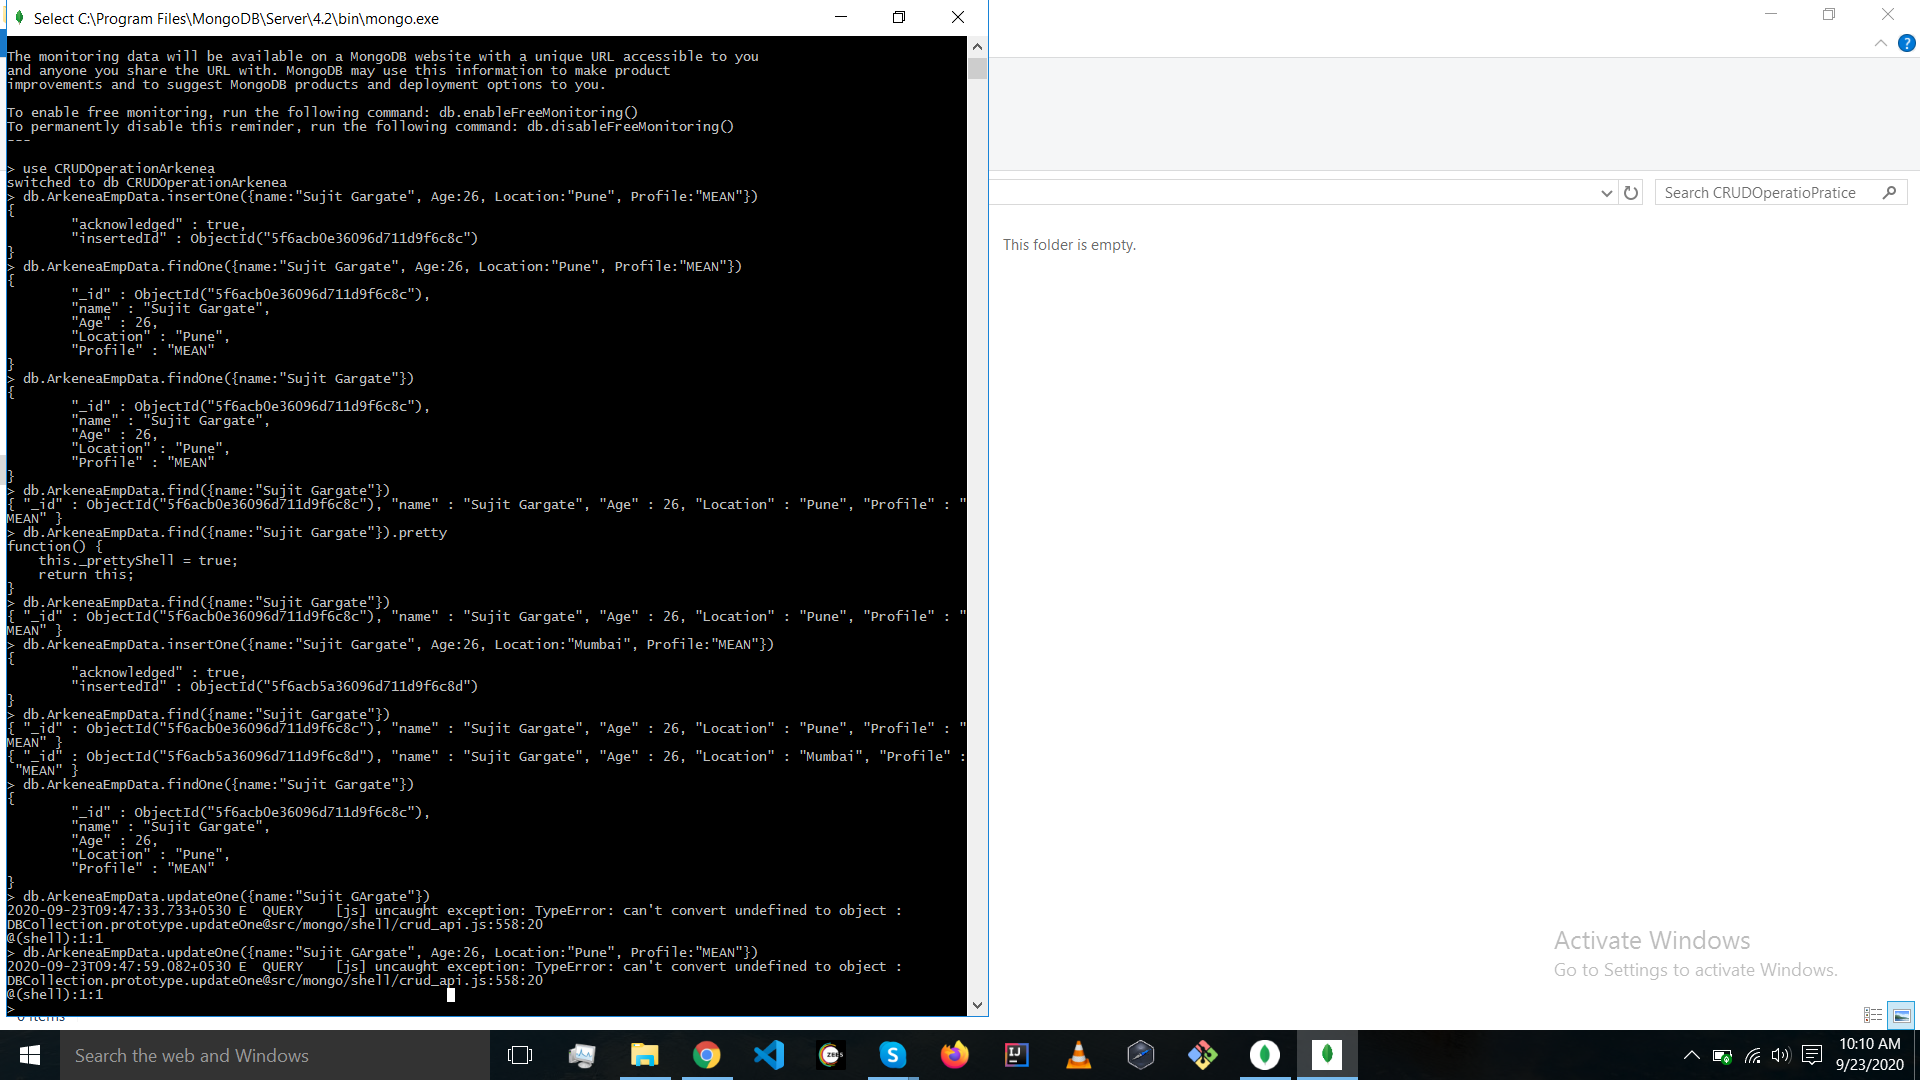 Select C:\Program Files\MongoDB\Server\4.2\bin\mongo.exe
The monitoring data will be available on a MongoDB website with a unique URL accessible to you
and anyone you share the URL with. MongoDB may use this information to make product
improvements and to suggest MongoDB products and deployment options to you.
To enable free monitoring, run the following command: db.enableFreeMonitoring()
To permanently disable this reminder, run the following command: db.disableFreeMonitoring()
---
> use CRUDOperationArkenea
switched to db CRUDOperationArkenea
> db.ArkeneaEmpData.insertOne({name:"Sujit Gargate", Age:26, Location:"Pune", Profile:"MEAN"})
{
"acknowledged" : true,
"insertedId" : ObjectId("5f6acb0e36096d711d9f6c8c")
}
> db.ArkeneaEmpData.findOne({name:"Sujit Gargate", Age:26, Location:"Pune", Profile:"MEAN"})
{
"_id" : ObjectId("5f6acb0e36096d711d9f6c8c"),
"name" : "Sujit Gargate",
"Age" : 26,
"Location" : "Pune",
"Profile" : "MEAN"
}
> db.ArkeneaEmpData.findOne({name:"Sujit Gargate"})
{
"_id" : ObjectId("5f6acb0e36096d711d9f6c8c"),
"name" : "Sujit Gargate",
"Age" : 26,
"Location" : "Pune",
"Profile" : "MEAN"
}
> db.ArkeneaEmpData.find({name:"Sujit Gargate"})
{ "_id" : ObjectId("5f6acb0e36096d711d9f6c8c"), "name" : "Sujit Gargate", "Age" : 26, "Location" : "Pune", "Profile" : "
MEAN" }
> db.ArkeneaEmpData.find({name:"Sujit Gargate"}).pretty
function() {
this._prettyShell = true;
return this;
}
> db.ArkeneaEmpData.find({name:"Sujit Gargate"})
{ "_id" : ObjectId("5f6acb0e36096d711d9f6c8c"), "name" : "Sujit Gargate", "Age" : 26, "Location" : "Pune", "Profile" : "
MEAN" }
> db.ArkeneaEmpData.insertOne({name:"Sujit Gargate", Age:26, Location:"Mumbai", Profile:"MEAN"})
{
"acknowledged" : true,
"insertedId" : ObjectId("5f6acb5a36096d711d9f6c8d")
}
> db.ArkeneaEmpData.find({name:"Sujit Gargate"})
{ "_id" : ObjectId("5f6acb0e36096d711d9f6c8c"), "name" : "Sujit Gargate", "Age" : 26, "Location" : "Pune", "Profile" : "
MEAN" }
{ "_id" : ObjectId("5f6acb5a36096d711d9f6c8d"), "name" : "Sujit Gargate", "Age" : 26, "Location" : "Mumbai", "Profile" :
"MEAN" }
> db.ArkeneaEmpData.findOne({name:"Sujit Gargate"})
{
"_id" : ObjectId("5f6acb0e36096d711d9f6c8c"),
"name" : "Sujit Gargate",
"Age" : 26,
"Location" : "Pune",
"Profile" : "MEAN"
}
> db.ArkeneaEmpData.updateOne({name:"Sujit GArgate"})
2020-09-23T09:47:33.733+0530 E  QUERY    [js] uncaught exception: TypeError: can't convert undefined to object :
DBCollection.prototype.updateOne@src/mongo/shell/crud_api.js:558:20
@(shell):1:1
> db.ArkeneaEmpData.updateOne({name:"Sujit GArgate", Age:26, Location:"Pune", Profile:"MEAN"})
2020-09-23T09:47:59.082+0530 E  QUERY    [js] uncaught exception: TypeError: can't convert undefined to object :
DBCollection.prototype.updateOne@src/mongo/shell/crud_api.js:558:20
@(shell):1:1
>
0 items
?
Search CRUDOperatioPratice
This folder is empty.
Activate Windows
Go to Settings to activate Windows.
Search the web and Windows
ZEE5
S
IJ
10:10 AM
9/23/2020